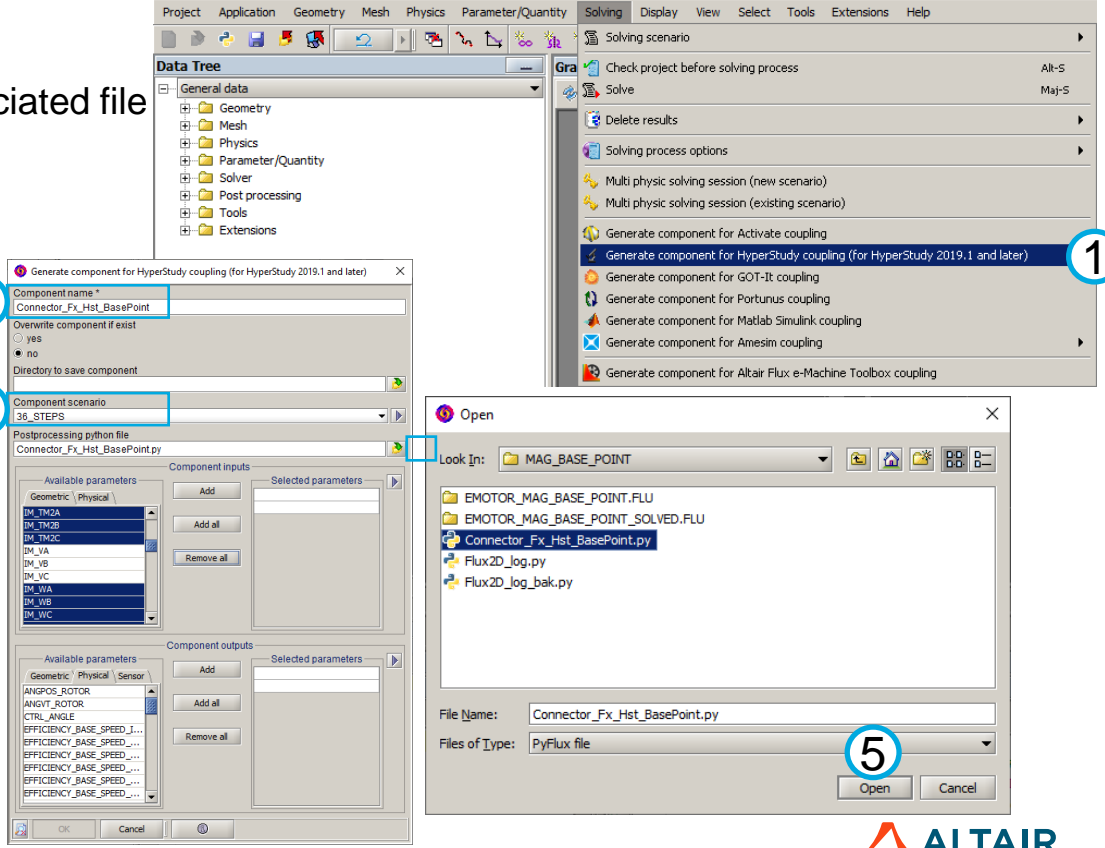 Project Application Geometry Mesh Physics Parameter/Quantity Solving Display View Select Tools Extensions Help
Solving scenario
Data Tree
Gra
Check project before solving process Alt-S
Solve Maj-S
Delete results
Solving process options
Multi physic solving session (new scenario)
Multi physic solving session (existing scenario)
Generate component for Activate coupling
Generate component for HyperStudy coupling (for HyperStudy 2019.1 and later)
1
Generate component for GOT-It coupling
Generate component for Portunus coupling
Generate component for Matlab Simulink coupling
Generate component for Amesim coupling
Generate component for Altair Flux e-Machine Toolbox coupling
ciated file
General data
Geometry
Mesh
Physics
Parameter/Quantity
Solver
Post processing
Tools
Extensions
Generate component for HyperStudy coupling (for HyperStudy 2019.1 and later)
Component name *
Connector_Fx_Hst_BasePoint
Overwrite component if exist
yes
no
Directory to save component
Component scenario
36_STEPS
Postprocessing python file
Connector_Fx_Hst_BasePoint.py
Component inputs
Available parameters
Selected parameters
Geometric Physical
Add
Add all
Remove all
IM_TM2A
IM_TM2B
IM_TM2C
IM_VA
IM_VB
IM_VC
IM_WA
IM_WB
IM_WC
Component outputs
Available parameters
Selected parameters
Geometric Physical Sensor
Add
Add all
Remove all
ANGPOS_ROTOR
ANGVT_ROTOR
CTRL_ANGLE
EFFICIENCY_BASE_SPEED_I...
EFFICIENCY_BASE_SPEED_...
EFFICIENCY_BASE_SPEED_...
EFFICIENCY_BASE_SPEED_...
EFFICIENCY_BASE_SPEED_...
EFFICIENCY_BASE_SPEED_...
OK Cancel
Open
Look In: MAG_BASE_POINT
EMOTOR_MAG_BASE_POINT.FLU
EMOTOR_MAG_BASE_POINT_SOLVED.FLU
Connector_Fx_Hst_BasePoint.py
Flux2D_log.py
Flux2D_log_bak.py
File Name: Connector_Fx_Hst_BasePoint.py
Files of Type: PyFlux file
5
Open Cancel
ALTAIR